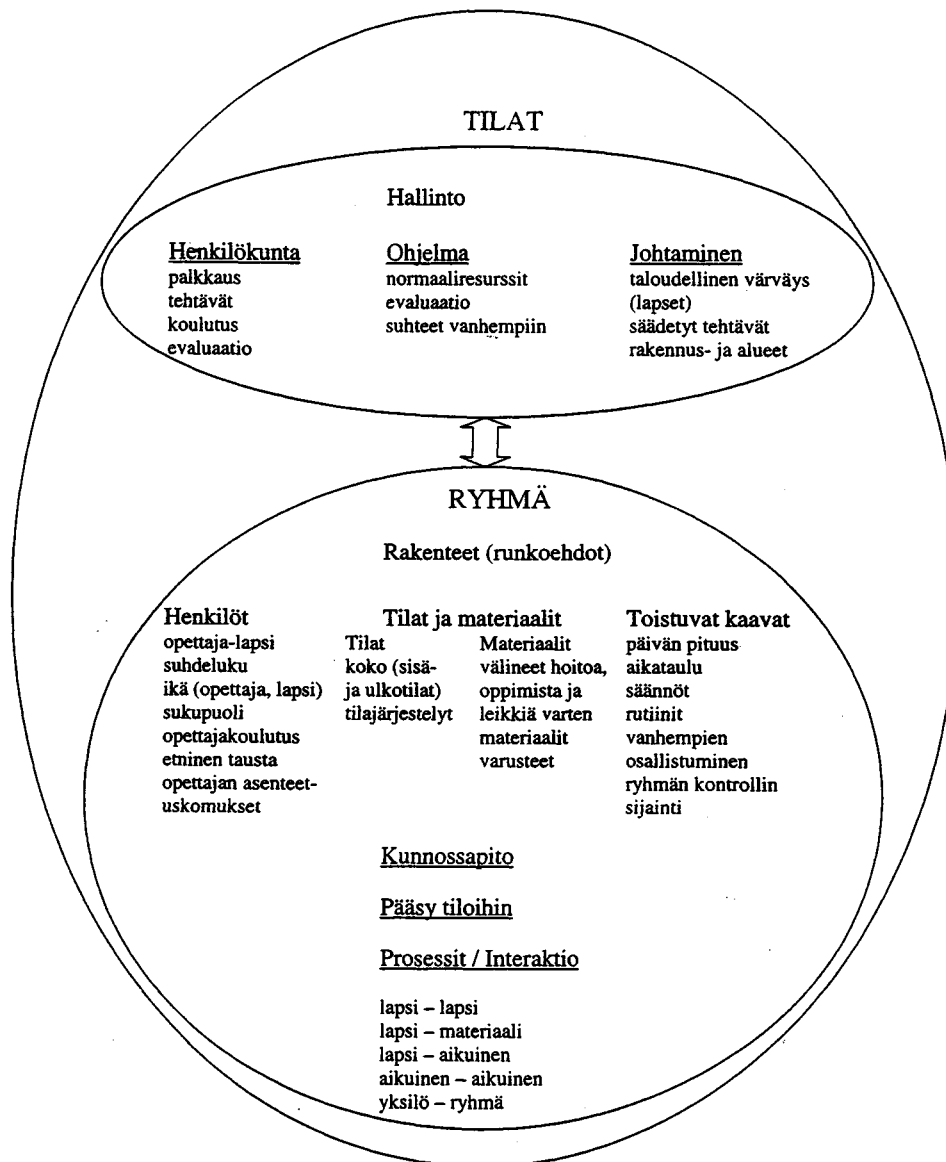 TILAT
Hallinto
Henkilökunta
palkkaus
tehtävät
koulutus
evaluaatio
Ohjelma
normaaliresurssit
evaluaatio
suhteet vanhempiin
Johtaminen
taloudellinen värväys
(lapset)
säädetyt tehtävät
rakennus- ja alueet
RYHMÄ
Rakenteet (runkoehdot)
Henkilöt
opettaja-lapsi
suhdeluku
ikä (opettaja, lapsi)
sukupuoli
opettajakoulutus
etninen tausta
opettajan asenteet-
uskomukset
Tilat ja materiaalit
Tilat
koko (sisä-
ja ulkotilat)
tilajärjestelyt
Materiaalit
välineet hoitoa,
oppimista ja
leikkiä varten
materiaalit
varusteet
Toistuvat kaavat
päivän pituus
aikataulu
säännöt
rutiinit
vanhempien
osallistuminen
ryhmän kontrollin
sijainti
Kunnossapito
Pääsy tiloihin
Prosessit / Interaktio
lapsi – lapsi
lapsi – materiaali
lapsi – aikuinen
aikuinen – aikuinen
yksilö – ryhmä